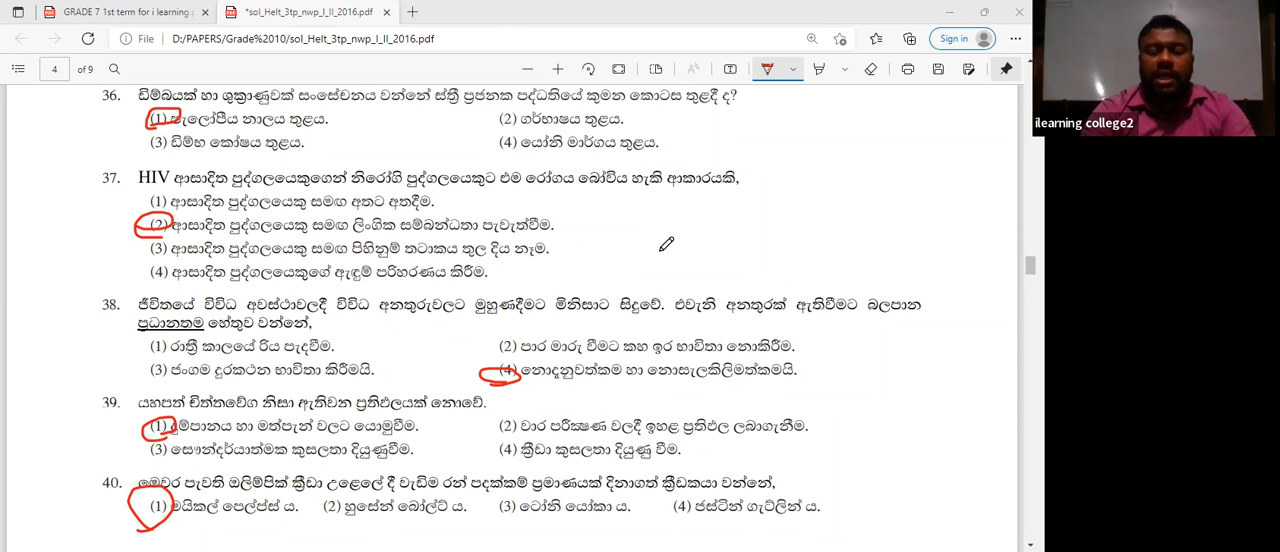 GRADE 7 1st term for i learning p
*sol_Helt_3tp_nwp_I_II_2016.pdf
File D:/PAPERS/Grade%2010/sol_Helt_3tp_nwp_I_II_2016.pdf
Sign in
4 of 9
ilearning college2
36. ඩිම්බයක් හා ශුක්‍රාණුවක් සංසේචනය වන්නේ ස්ත්‍රී ප්‍රජනක පද්ධතියේ කුමන කොටස තුළදී ද?
(1) පැලෝපීය නාලය තුළය. (2) ගර්භාෂය තුළය.
(3) ඩිම්භ කෝෂය තුළය. (4) යෝනි මාර්ගය තුළය.
37. HIV ආසාදිත පුද්ගලයෙකුගෙන් නිරෝගි පුද්ගලයෙකුට එම රෝගය බෝවිය හැකි ආකාරයකි,
(1) ආසාදිත පුද්ගලයෙකු සමඟ අතට අතදීම.
(2) ආසාදිත පුද්ගලයෙකු සමඟ ලිංගික සම්බන්ධතා පැවැත්වීම.
(3) ආසාදිත පුද්ගලයෙකු සමඟ පිහිනුම් තටාකය තුල දිය නෑම.
(4) ආසාදිත පුද්ගලයෙකුගේ ඇඳුම් පරිහරණය කිරීම.
38. ජීවිතයේ විවිධ අවස්ථාවලදී විවිධ අනතුරුවලට මුහුණදීමට මිනිසාට සිදුවේ. එවැනි අනතුරක් ඇතිවීමට බලපාන
ප්‍රධානතම හේතුව වන්නේ,
(1) රාත්‍රී කාලයේ රිය පැදවීම. (2) පාර මාරු වීමට කහ ඉර භාවිතා නොකිරීම.
(3) ජංගම දුරකථන භාවිතා කිරීමයි. (4) නොදැනුවත්කම හා නොසැලකිලිමත්කමයි.
39. යහපත් චිත්තවේග නිසා ඇතිවන ප්‍රතිඵලයක් නොවේ.
(1) දුම්පානය හා මත්පැන් වලට යොමුවීම. (2) වාර පරීක්‍ෂණ වලදී ඉහළ ප්‍රතිඵල ලබාගැනීම.
(3) සෞන්දර්යාත්මක කුසලතා දියුණුවීම. (4) ක්‍රීඩා කුසලතා දියුණු වීම.
40. මෙවර පැවති ඔලිම්පික් ක්‍රීඩා උළෙලේ දී වැඩිම රන් පදක්කම් ප්‍රමාණයක් දිනාගත් ක්‍රීඩකයා වන්නේ,
(1) මයිකල් පෙල්ප්ස් ය. (2) හුසේන් බෝල්ට් ය. (3) ටෝනි යෝකා ය. (4) ජස්ටින් ගැට්ලින් ය.